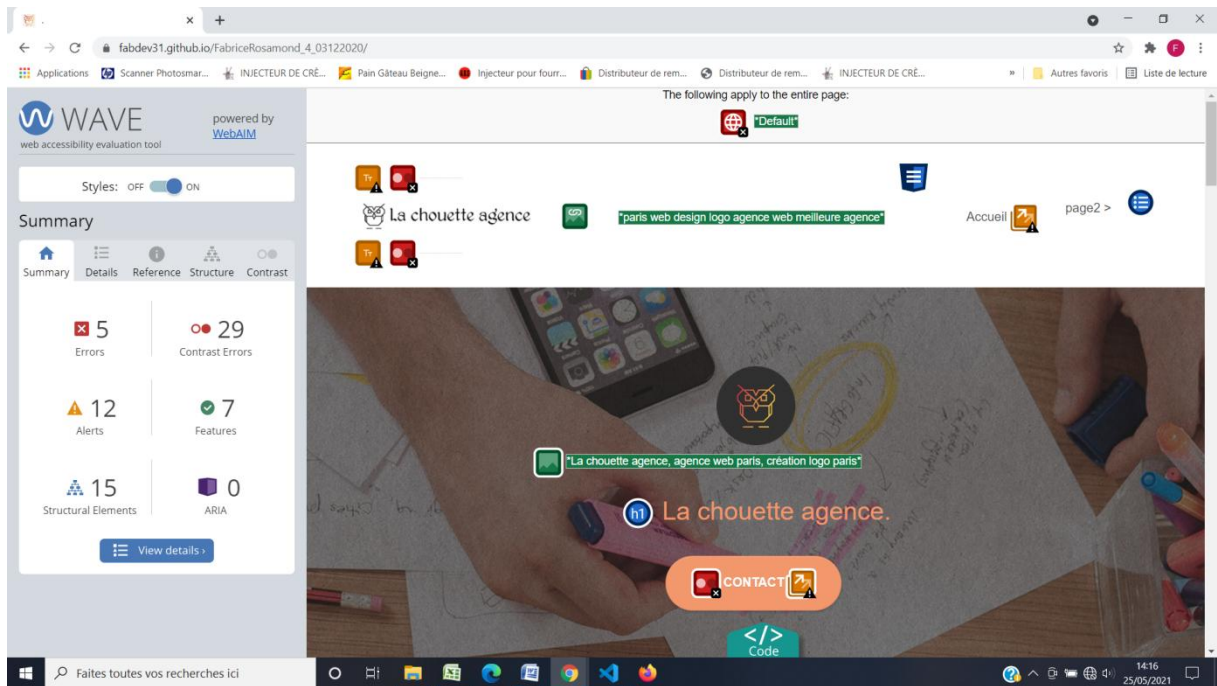 .
fabdev31.github.io/FabriceRosamond_4_03122020/
F
Applications Scanner Photosmar... INJECTEUR DE CRÈ... Pain Gâteau Beigne... Injecteur pour fourr... Distributeur de rem... Distributeur de rem... INJECTEUR DE CRÈ... » Autres favoris Liste de lecture
WAVE
web accessibility evaluation tool
powered by
WebAIM
Styles: OFF ON
Summary
Summary Details Reference Structure Contrast
5
Errors
29
Contrast Errors
12
Alerts
7
Features
15
Structural Elements
0
ARIA
View details ›
The following apply to the entire page:
*Default*
La chouette agence
*paris web design logo agence web meilleure agence*
Accueil
page2 >
*La chouette agence, agence web paris, création logo paris*
h1 La chouette agence.
CONTACT
</>
Code
Faites toutes vos recherches ici
14:16
25/05/2021